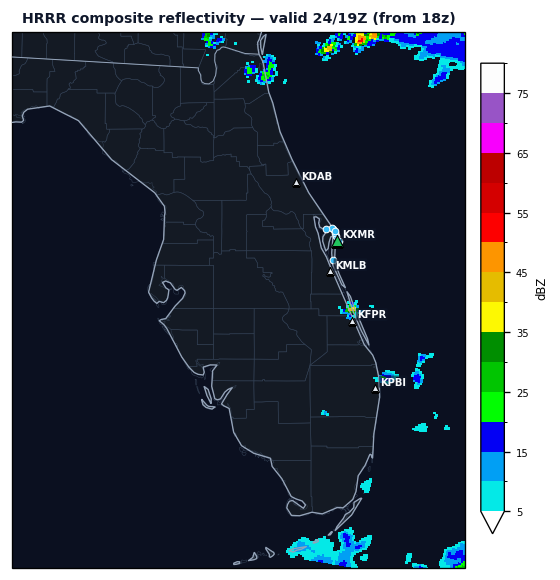 HRRR composite reflectivity — valid 24/19Z (from 18z)
KDAB
KXMR
KMLB
KFPR
KPBI
75
65
55
45
35
25
15
5
dBZ